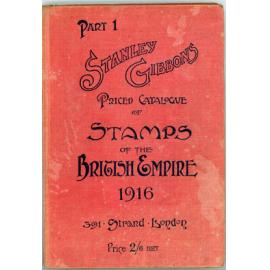 PART 1
STANLEY
GIBBONS
PRICED CATALOGUE
OF
STAMPS
OF THE
BRITISH EMPIRE
1916
391 · Strand · London
Price 2/6 NET